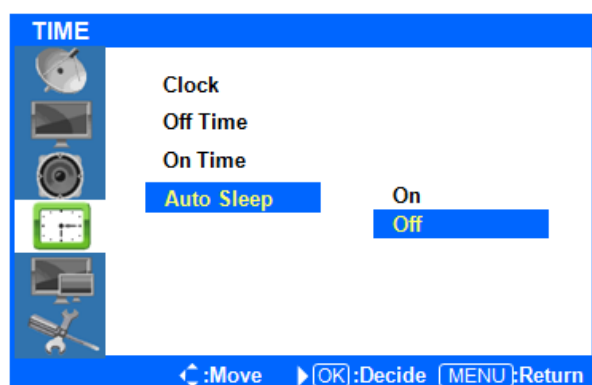 TIME
Clock
Off Time
On Time
Auto Sleep On
Off
:Move OK:Decide MENU:Return